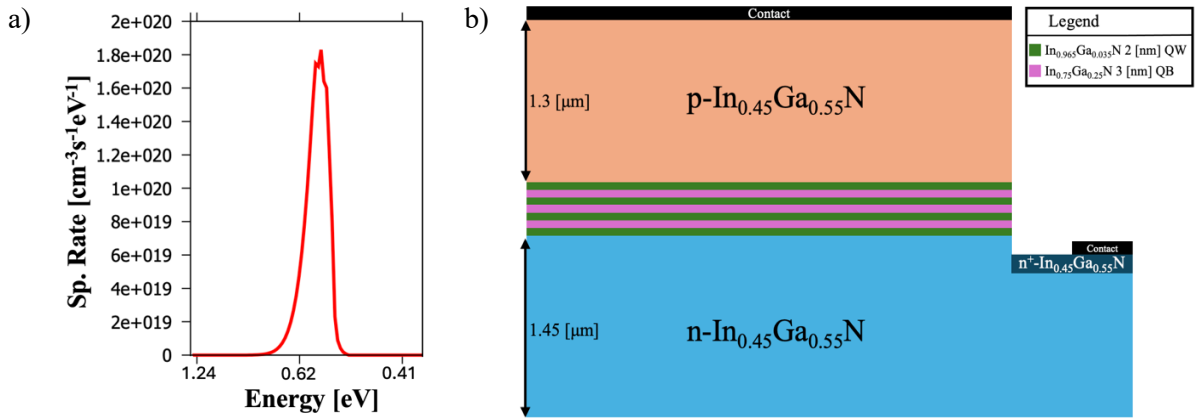 a)
Sp. Rate [cm-3s-1eV-1]
2e+020
1.8e+020
1.6e+020
1.4e+020
1.2e+020
1e+020
8e+019
6e+019
4e+019
2e+019
0
1.24 0.62 0.41
Energy [eV]
b)
Contact
1.3 [μm]
p-In0.45Ga0.55N
Contact
n+-In0.45Ga0.55N
1.45 [μm]
n-In0.45Ga0.55N
Legend
In0.965Ga0.035N 2 [nm] QW
In0.75Ga0.25N 3 [nm] QB